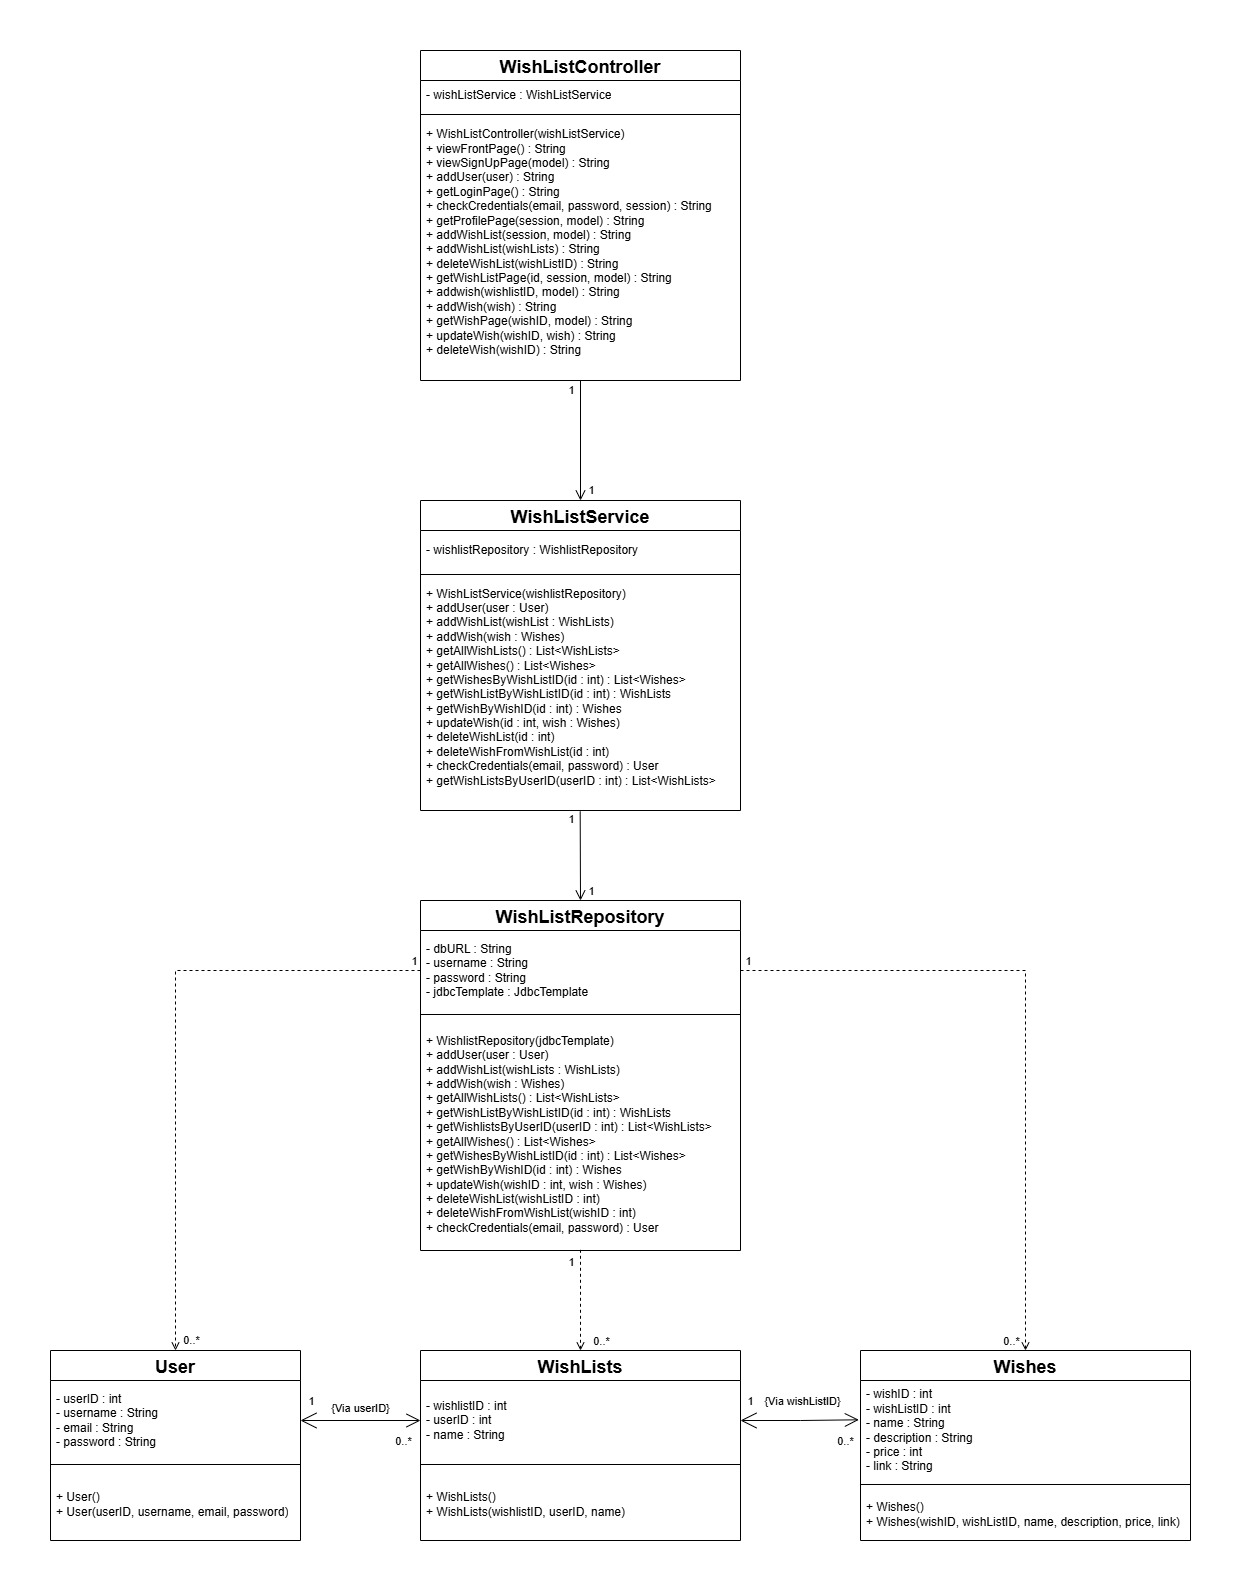 WishListController
- wishListService : WishListService
+ WishListController(wishListService)
+ viewFrontPage() : String
+ viewSignUpPage(model) : String
+ addUser(user) : String
+ getLoginPage() : String
+ checkCredentials(email, password, session) : String
+ getProfilePage(session, model) : String
+ addWishList(session, model) : String
+ addWishList(wishLists) : String
+ deleteWishList(wishListID) : String
+ getWishListPage(id, session, model) : String
+ addwish(wishlistID, model) : String
+ addWish(wish) : String
+ getWishPage(wishID, model) : String
+ updateWish(wishID, wish) : String
+ deleteWish(wishID) : String
1
1
WishListService
- wishlistRepository : WishlistRepository
+ WishListService(wishlistRepository)
+ addUser(user : User)
+ addWishList(wishList : WishLists)
+ addWish(wish : Wishes)
+ getAllWishLists() : List<WishLists>
+ getAllWishes() : List<Wishes>
+ getWishesByWishListID(id : int) : List<Wishes>
+ getWishListByWishListID(id : int) : WishLists
+ getWishByWishID(id : int) : Wishes
+ updateWish(id : int, wish : Wishes)
+ deleteWishList(id : int)
+ deleteWishFromWishList(id : int)
+ checkCredentials(email, password) : User
+ getWishListsByUserID(userID : int) : List<WishLists>
1
1
WishListRepository
- dbURL : String
- username : String
- password : String
- jdbcTemplate : JdbcTemplate
1
1
+ WishlistRepository(jdbcTemplate)
+ addUser(user : User)
+ addWishList(wishLists : WishLists)
+ addWish(wish : Wishes)
+ getAllWishLists() : List<WishLists>
+ getWishListByWishListID(id : int) : WishLists
+ getWishlistsByUserID(userID : int) : List<WishLists>
+ getAllWishes() : List<Wishes>
+ getWishesByWishListID(id : int) : List<Wishes>
+ getWishByWishID(id : int) : Wishes
+ updateWish(wishID : int, wish : Wishes)
+ deleteWishList(wishListID : int)
+ deleteWishFromWishList(wishID : int)
+ checkCredentials(email, password) : User
1
0..*
0..*
0..*
User
- userID : int
- username : String
- email : String
- password : String
+ User()
+ User(userID, username, email, password)
1
{Via userID}
0..*
WishLists
- wishlistID : int
- userID : int
- name : String
+ WishLists()
+ WishLists(wishlistID, userID, name)
1
{Via wishListID}
0..*
Wishes
- wishID : int
- wishListID : int
- name : String
- description : String
- price : int
- link : String
+ Wishes()
+ Wishes(wishID, wishListID, name, description, price, link)